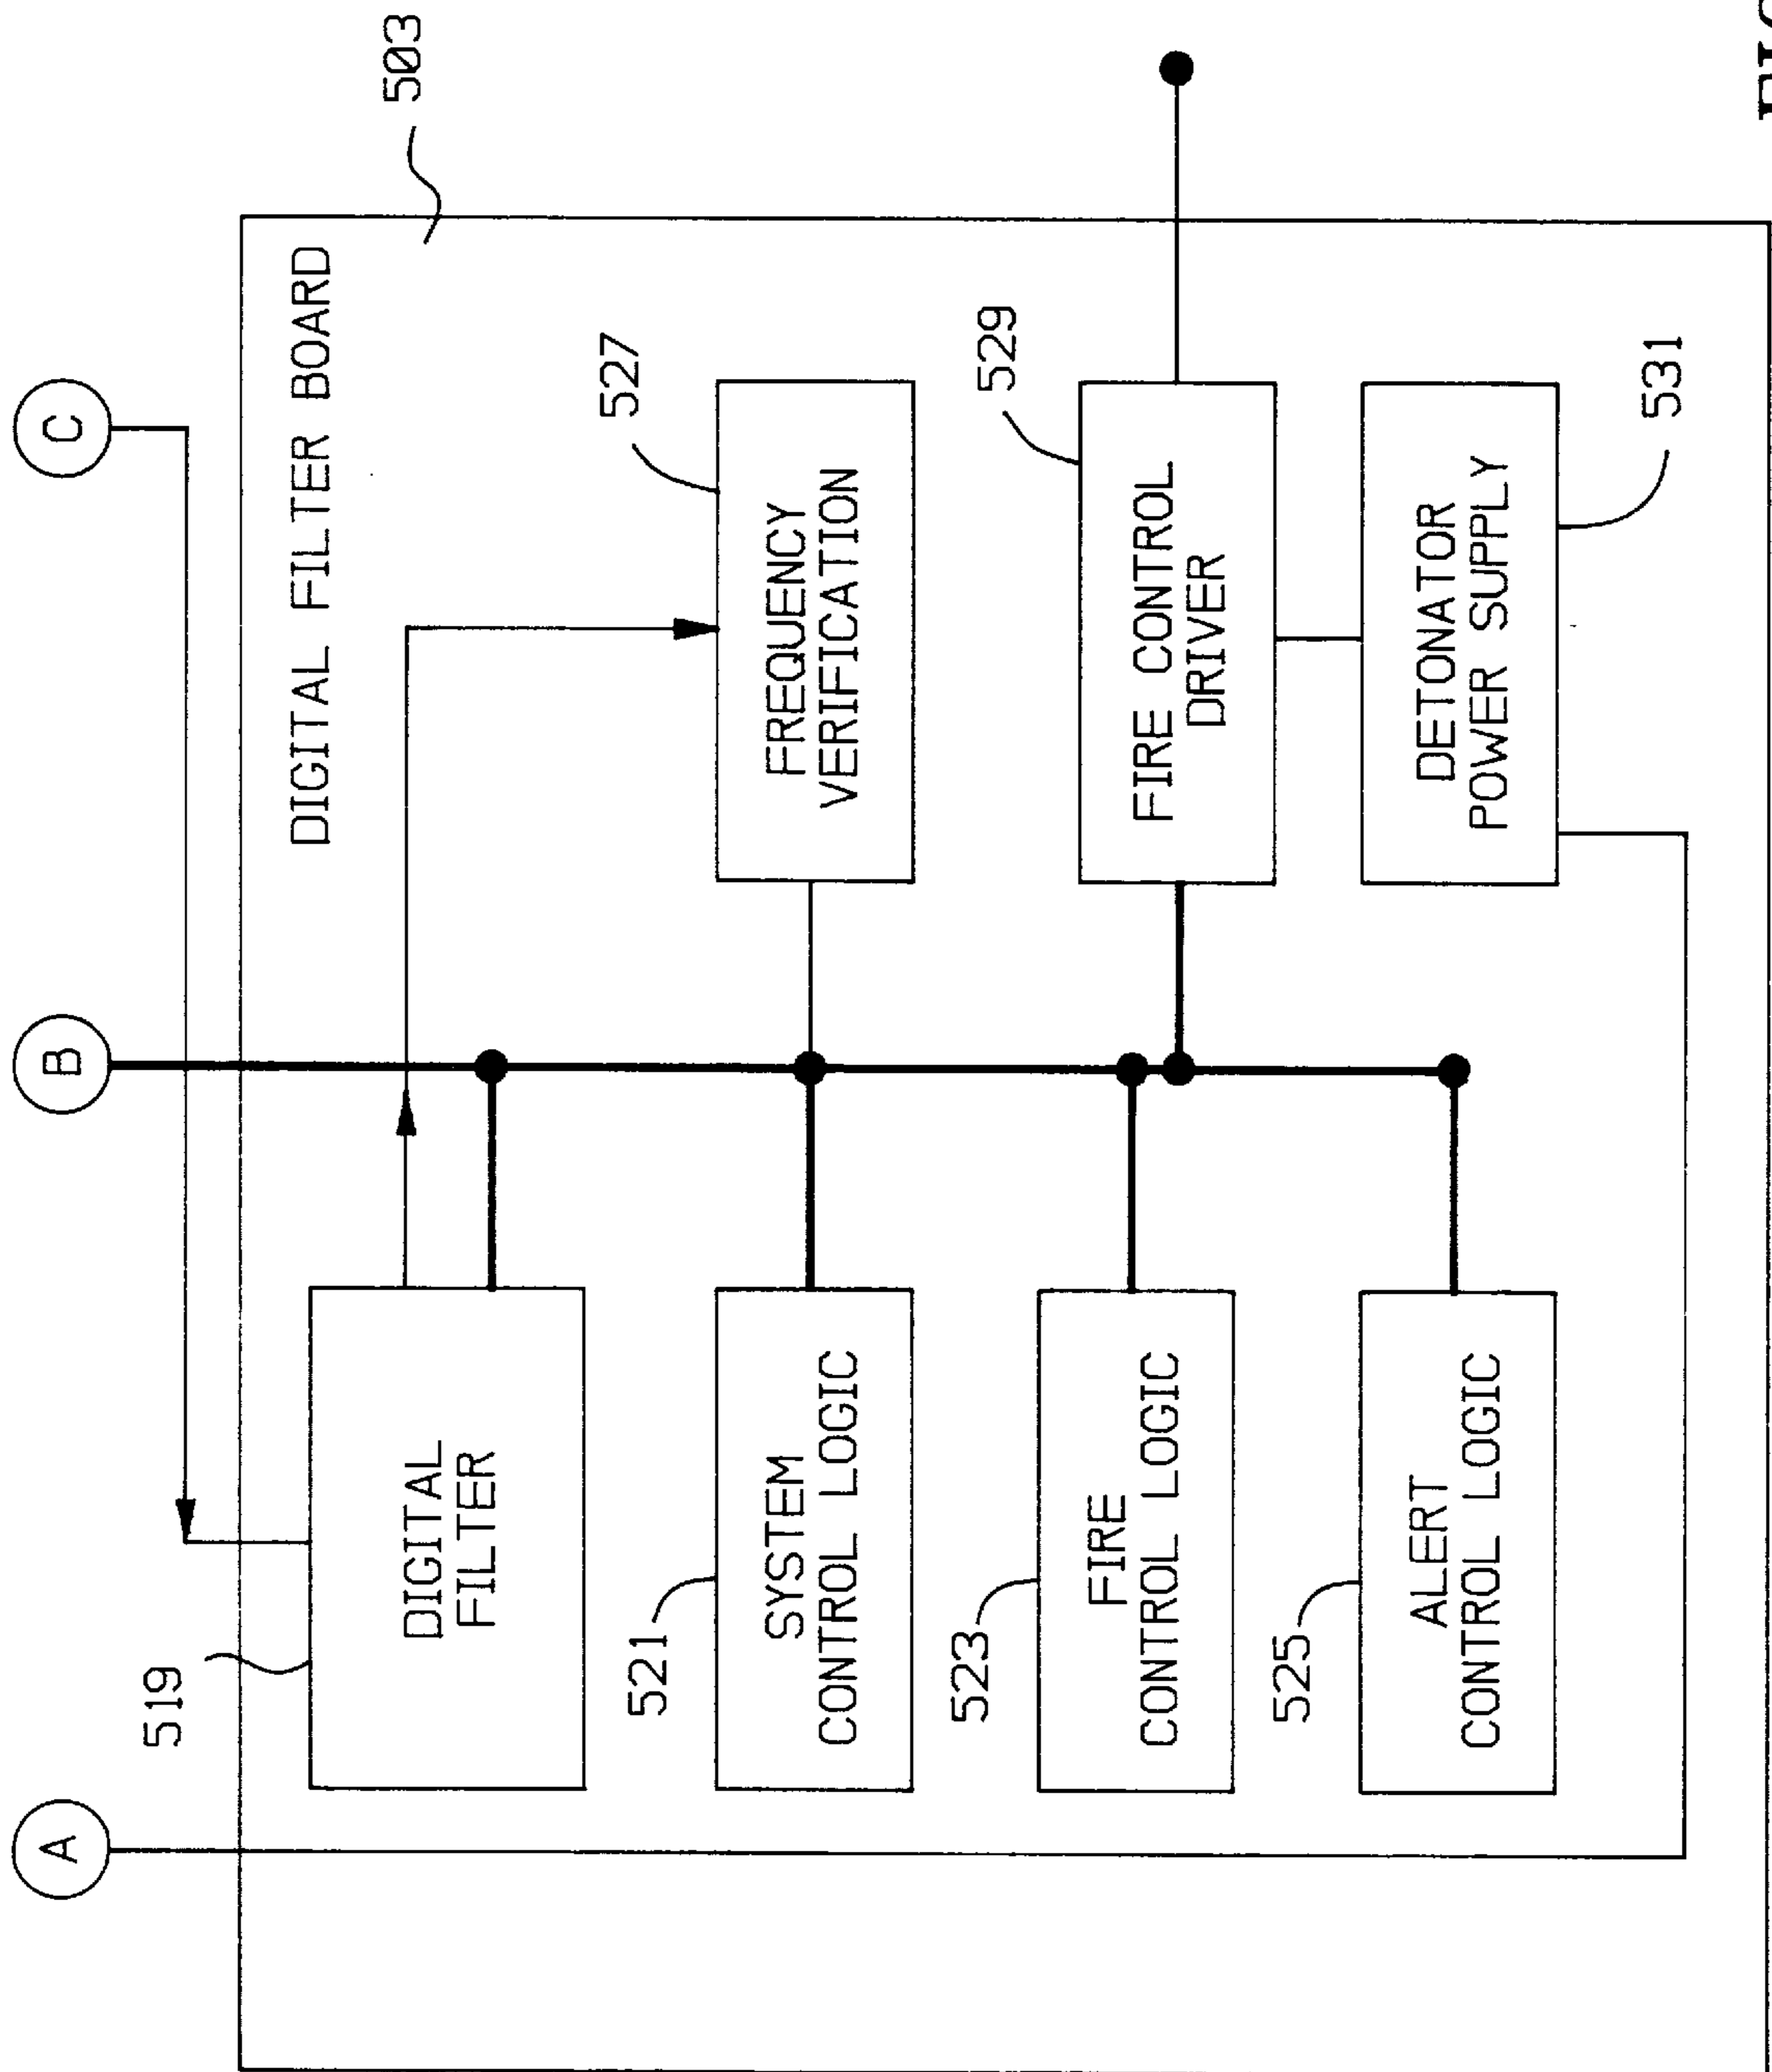 A
B
C
503
DIGITAL FILTER BOARD
519
DIGITAL
FILTER
521
SYSTEM
CONTROL LOGIC
527
FREQUENCY
VERIFICATION
523
FIRE
CONTROL LOGIC
529
FIRE CONTROL
DRIVER
525
ALERT
CONTROL LOGIC
531
DETONATOR
POWER SUPPLY